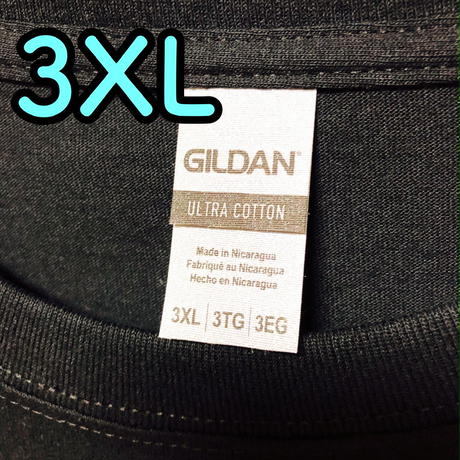 3XL
GILDAN®
ULTRA COTTON
Made in Nicaragua
Fabriqué au Nicaragua
Hecho en Nicaragua
3XL | 3TG | 3EG